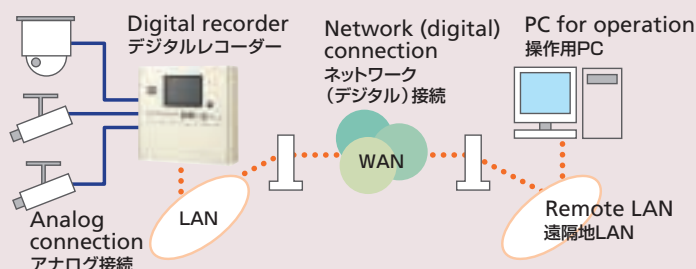 Digital recorder
デジタルレコーダー
Network (digital)
connection
ネットワーク
（デジタル）接続
PC for operation
操作用PC
WAN
LAN
Analog
connection
アナログ接続
Remote LAN
遠隔地LAN